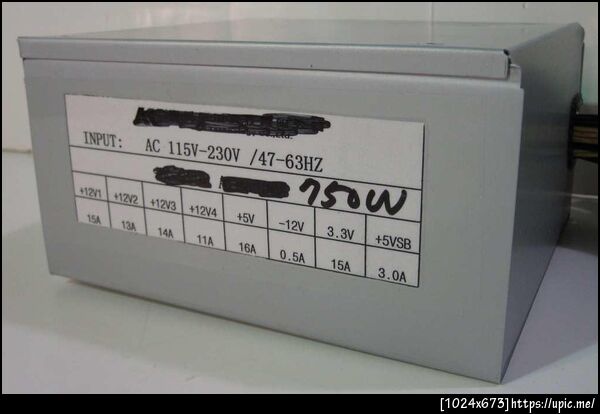 INPUT: AC 115V-230V /47-63HZ
750W
+12V1 +12V2 +12V3 +12V4 +5V -12V 3.3V +5VSB
15A 13A 14A 11A 16A 0.5A 15A 3.0A
[1024x673]https://upic.me/